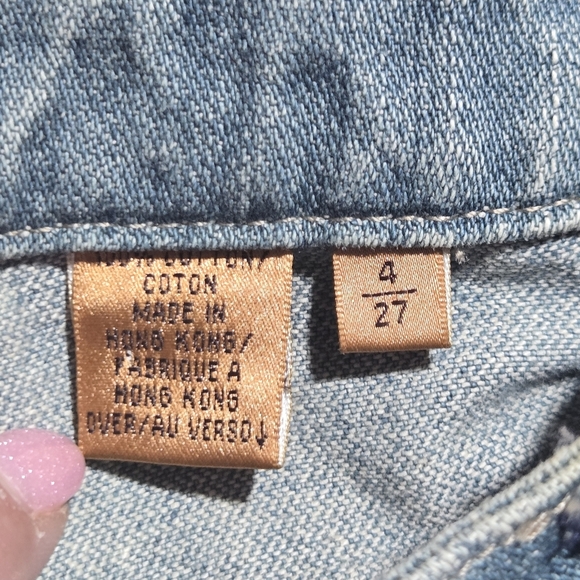 100% COTTON/
COTON
MADE IN
HONG KONG/
FABRIQUE A
HONG KONG
OVER/AU VERSO↓
4
27